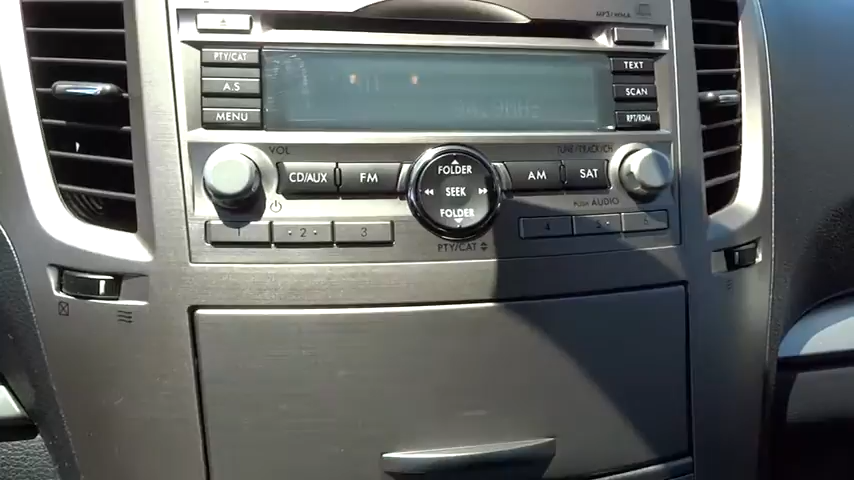 MP3/WMA
PTY/CAT
TEXT
A.S
SCAN
MENU
RPT/RDM
VOL
TUNE/TRACK/CH
CD/AUX
FM
FOLDER
SEEK
FOLDER
AM
SAT
PUSH AUDIO
1
2
3
4
5
6
PTY/CAT